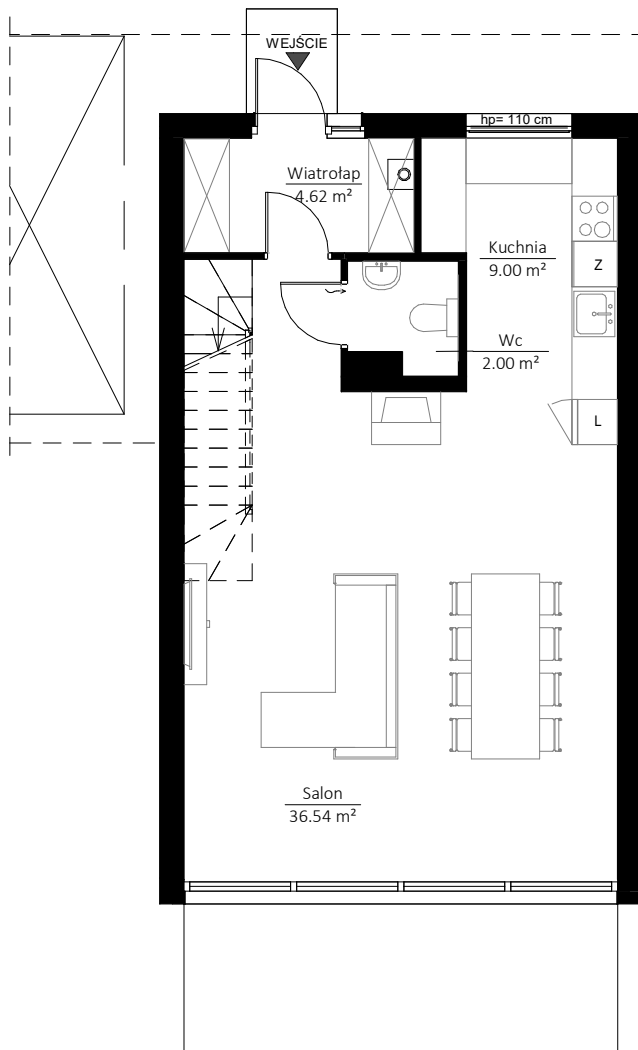 WEJŚCIE
hp= 110 cm
Wiatrołap
4.62 m²
Kuchnia
9.00 m²
Z
Wc
2.00 m²
L
Salon
36.54 m²